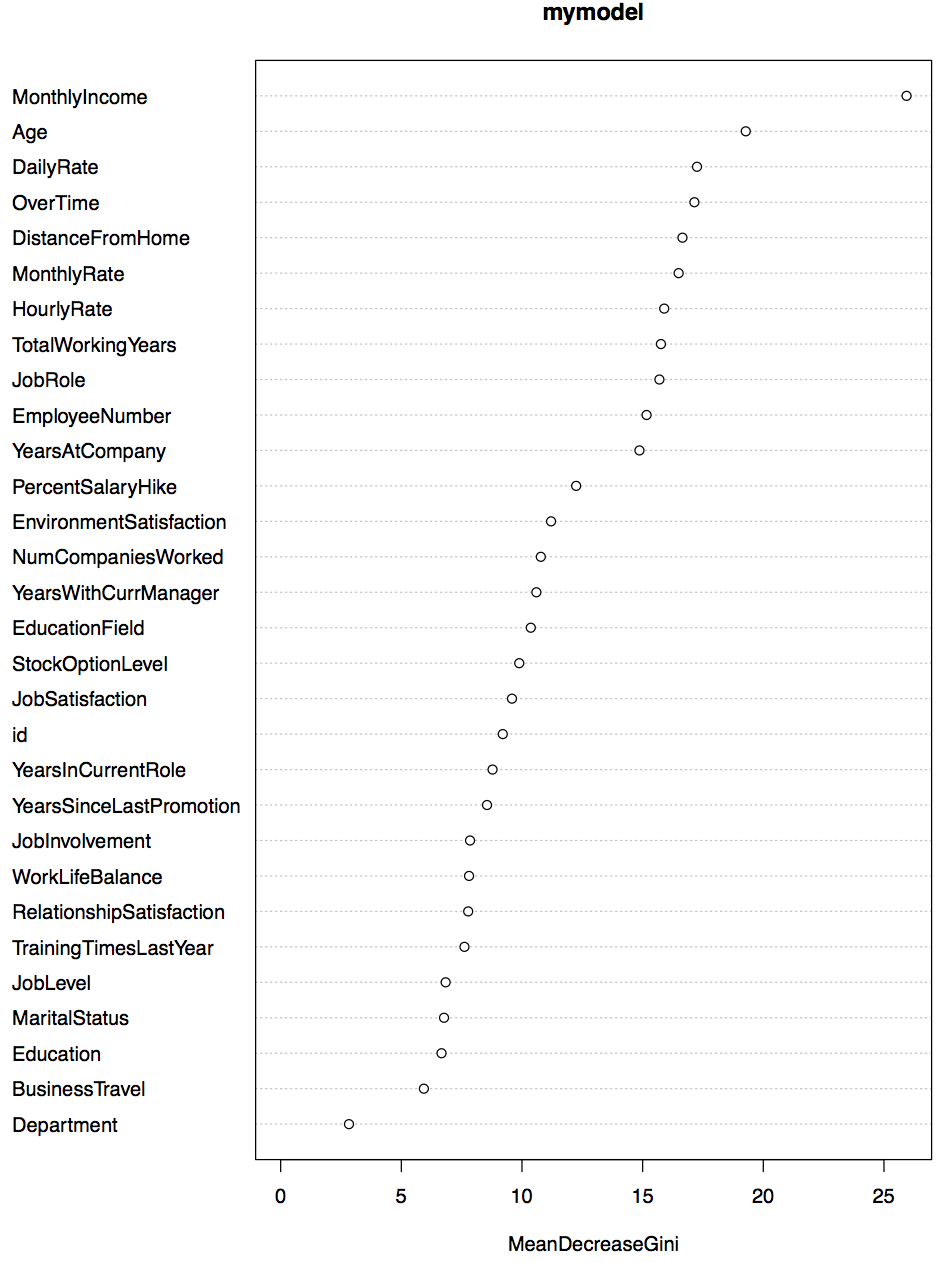 mymodel
MonthlyIncome
Age
DailyRate
OverTime
DistanceFromHome
MonthlyRate
HourlyRate
TotalWorkingYears
JobRole
EmployeeNumber
YearsAtCompany
PercentSalaryHike
EnvironmentSatisfaction
NumCompaniesWorked
YearsWithCurrManager
EducationField
StockOptionLevel
JobSatisfaction
id
YearsInCurrentRole
YearsSinceLastPromotion
JobInvolvement
WorkLifeBalance
RelationshipSatisfaction
TrainingTimesLastYear
JobLevel
MaritalStatus
Education
BusinessTravel
Department
0 5 10 15 20 25
MeanDecreaseGini